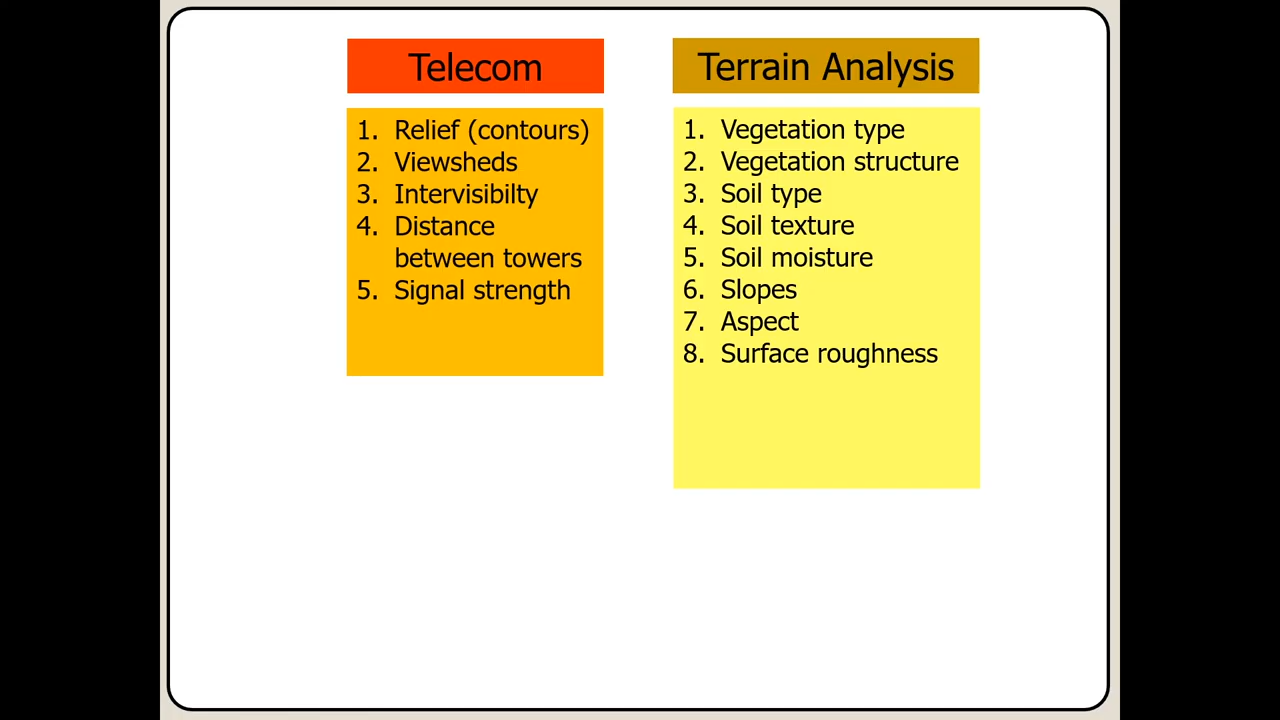 Telecom
1. Relief (contours)
2. Viewsheds
3. Intervisibilty
4. Distance
between towers
5. Signal strength
Terrain Analysis
1. Vegetation type
2. Vegetation structure
3. Soil type
4. Soil texture
5. Soil moisture
6. Slopes
7. Aspect
8. Surface roughness